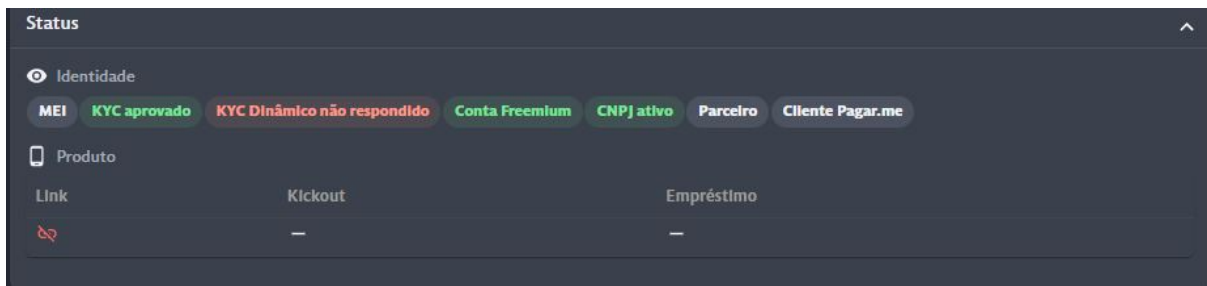 Status
Identidade
MEI KYC aprovado KYC Dinâmico não respondido Conta Freemium CNPJ ativo Parceiro Cliente Pagar.me
Produto
Link Kickout Empréstimo
— —